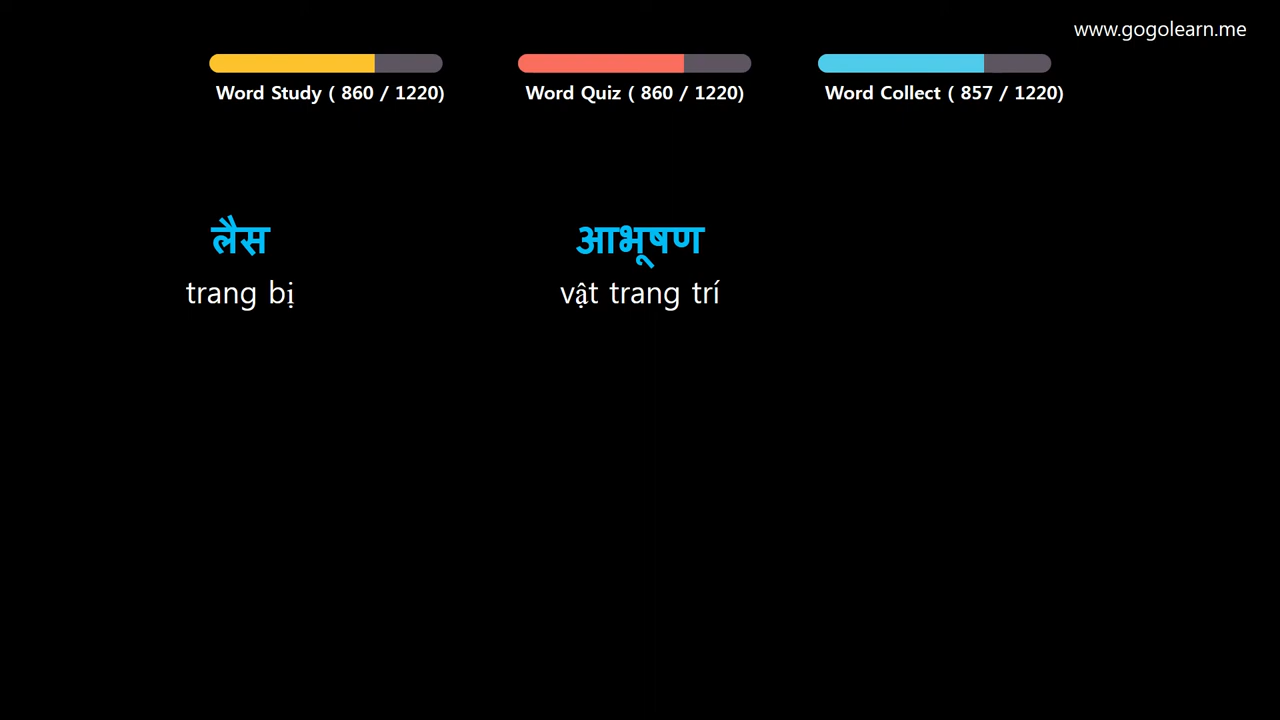 www.gogolearn.me
Word Study ( 860 / 1220)
Word Quiz ( 860 / 1220)
Word Collect ( 857 / 1220)
लैस
trang bị
आभूषण
vật trang trí